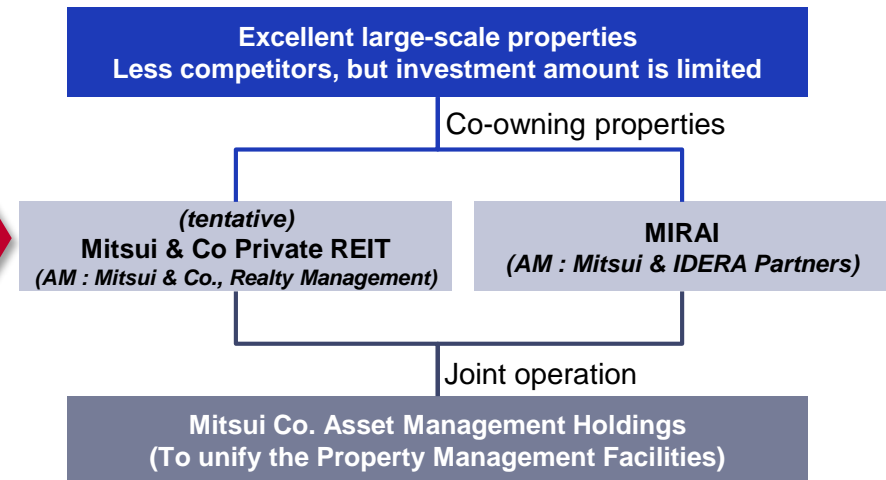 Excellent large-scale properties
Less competitors, but investment amount is limited
Co-owning properties
(tentative)
Mitsui & Co Private REIT
(AM : Mitsui & Co., Realty Management)
MIRAI
(AM : Mitsui & IDERA Partners)
Joint operation
Mitsui Co. Asset Management Holdings
(To unify the Property Management Facilities)